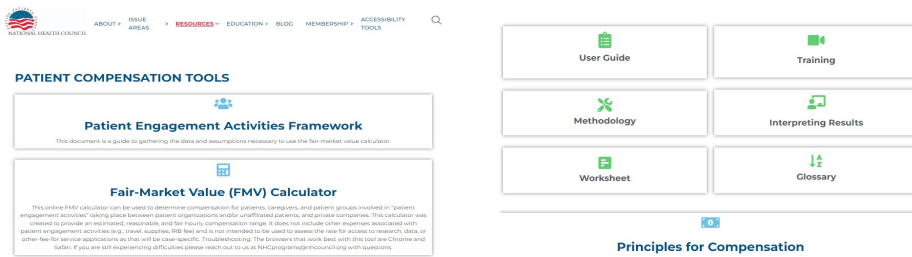 NATIONAL HEALTH COUNCIL
ABOUT > ISSUE AREAS > RESOURCES EDUCATION > BLOG MEMBERSHIP > ACCESSIBILITY TOOLS
PATIENT COMPENSATION TOOLS
Patient Engagement Activities Framework
This document is a guide to gathering the data and assumptions necessary to use the fair-market value calculator.
Fair-Market Value (FMV) Calculator
This online FMV calculator can be used to determine compensation for patients, caregivers, and patient groups involved in "patient
engagement activities" taking place between patient organizations and/or unaffiliated patients, and private companies. This calculator was
created to provide an estimated, reasonable, and fair hourly compensation range. It does not include other expenses associated with
patient engagement activities (e.g., travel, supplies, IRB fee) and is not intended to be used to assess the rate for access to research, data, or
other-fee-for service applications as that will be case-specific. Troubleshooting: The browsers that work best with this tool are Chrome and
Safari. If you are still experiencing difficulties please reach out to us at NHCprograms@nhcouncil.org with questions.
User Guide
Training
Methodology
Interpreting Results
Worksheet
Glossary
Principles for Compensation